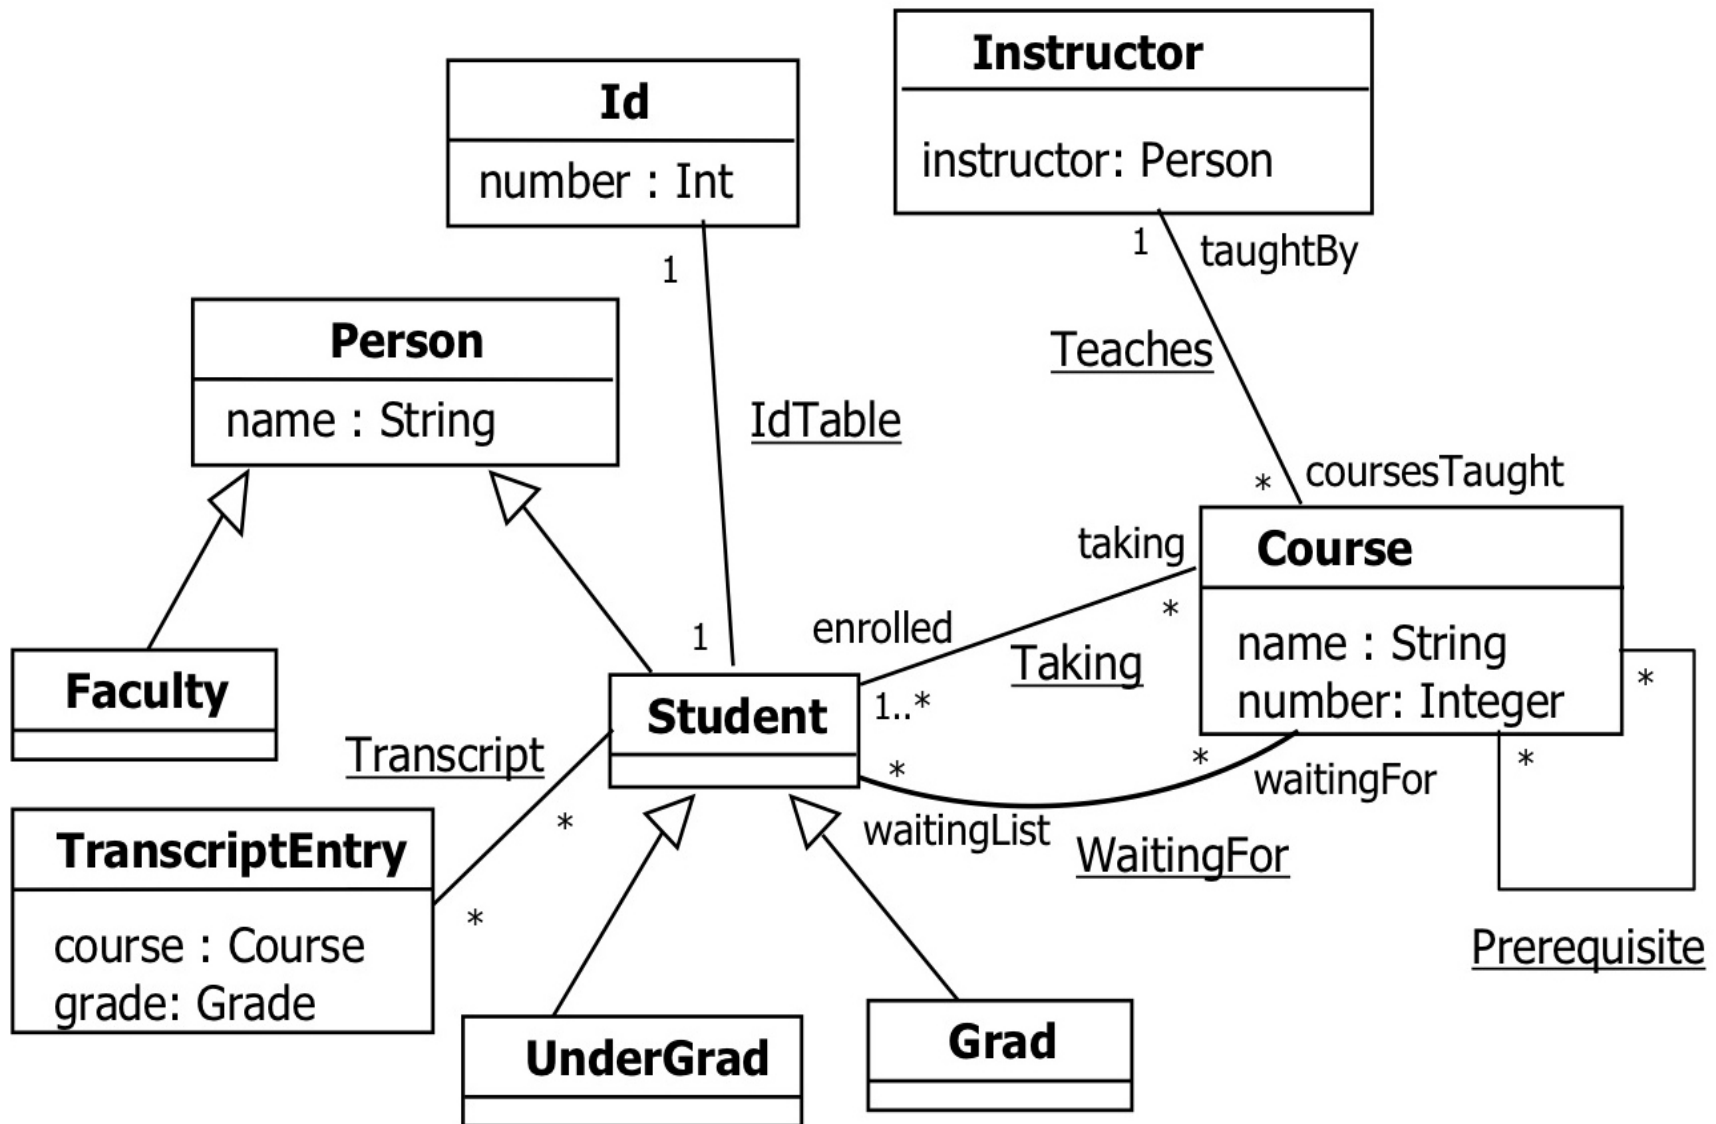 Instructor
instructor: Person
Id
number : Int
1
1
taughtBy
Person
name : String
Teaches
IdTable
* coursesTaught
taking
Course
*
enrolled
Taking
1..*
name : String
number: Integer
*
*
Faculty
1
Student
Transcript
*
*
*
waitingFor
waitingList
WaitingFor
TranscriptEntry
course : Course
grade: Grade
*
Prerequisite
UnderGrad
Grad